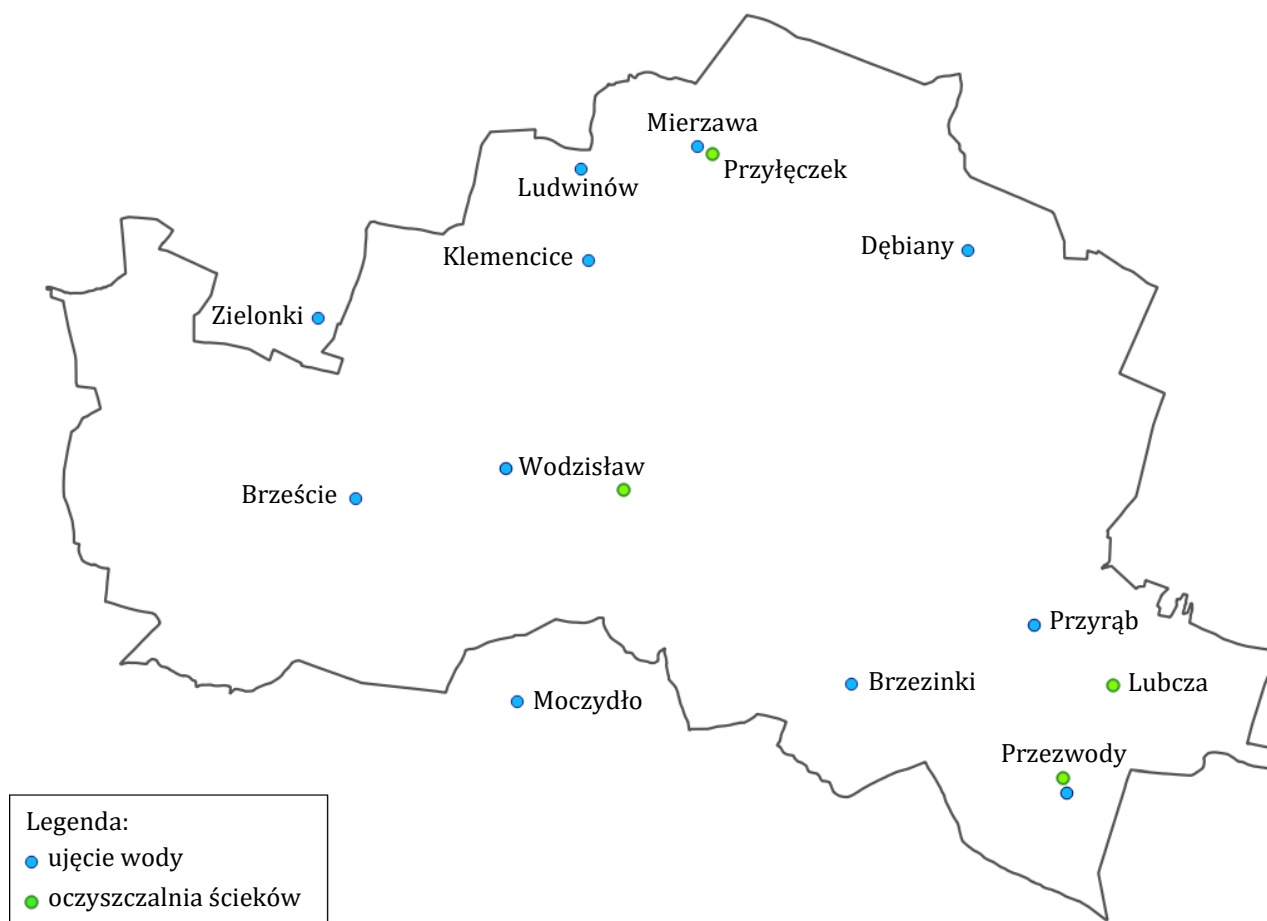 Mierzawa
Przyłęczek
Ludwinów
Klemencice
Dębiany
Zielonki
Wodzisław
Brzeście
Przyrąb
Brzezinki
Lubcza
Moczydło
Przezwody
Legenda:
ujęcie wody
oczyszczalnia ścieków